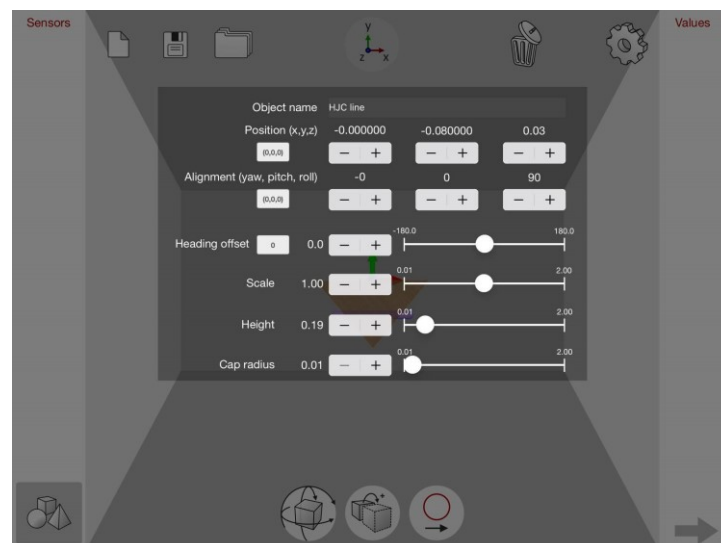 Sensors
Values
y
z x
Object name HJC line
Position (x,y,z) -0.000000 -0.080000 0.03
(0,0,0) − + − + − +
Alignment (yaw, pitch, roll) -0 0 90
(0,0,0) − + − + − +
-180.0 180.0
Heading offset 0 0.0 − +
0.01 2.00
Scale 1.00 − +
0.01 2.00
Height 0.19 − +
0.01 2.00
Cap radius 0.01 − +